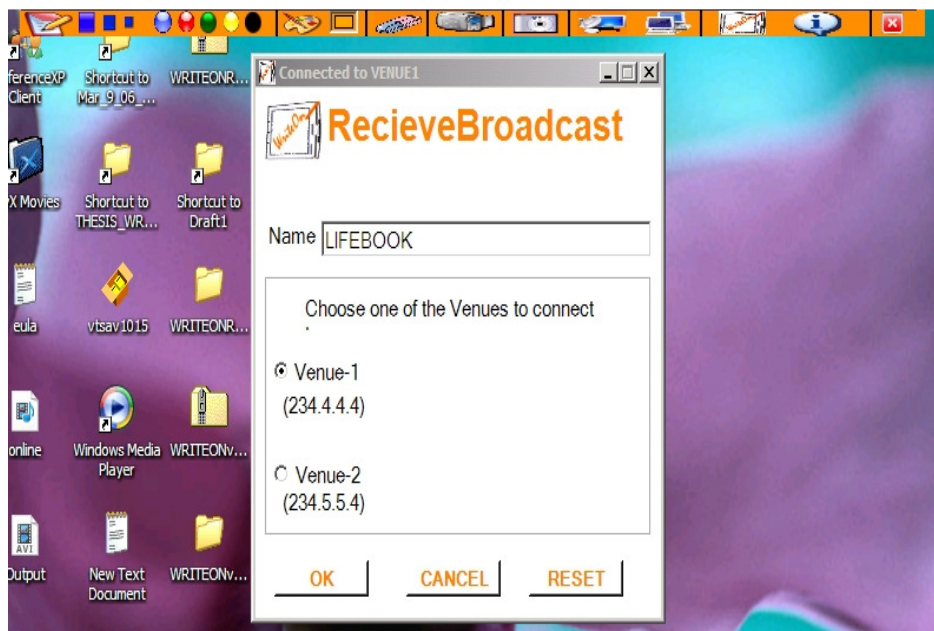 ferenceXP
Client
Shortcut to
Mar_9_06_...
WRITEONR...
X Movies
Shortcut to
THESIS_WR...
Shortcut to
Draft1
eula
vtsav1015
WRITEONR...
online
Windows Media
Player
WRITEONv...
AVI
Output
New Text
Document
WRITEONv...
Connected to VENUE1
WriteOn
RecieveBroadcast
Name LIFEBOOK
Choose one of the Venues to connect
Venue-1
(234.4.4.4)
Venue-2
(234.5.5.4)
OK CANCEL RESET